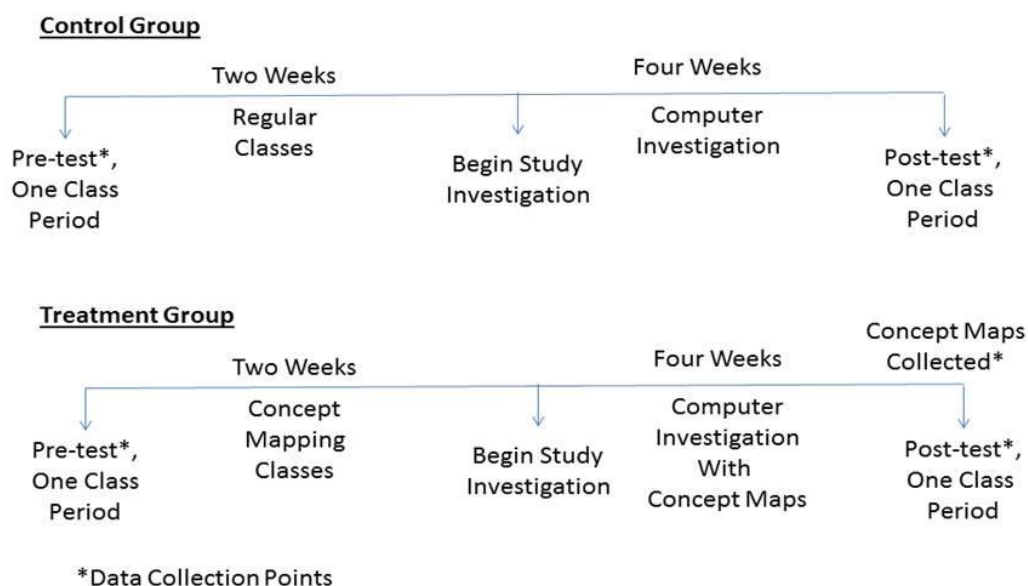 Control Group
Two Weeks
Four Weeks
Regular
Classes
Computer
Investigation
Pre-test*,
One Class
Period
Begin Study
Investigation
Post-test*,
One Class
Period
Treatment Group
Concept Maps
Collected*
Two Weeks
Four Weeks
Concept
Mapping
Classes
Computer
Investigation
With
Concept Maps
Pre-test*,
One Class
Period
Begin Study
Investigation
Post-test*,
One Class
Period
*Data Collection Points